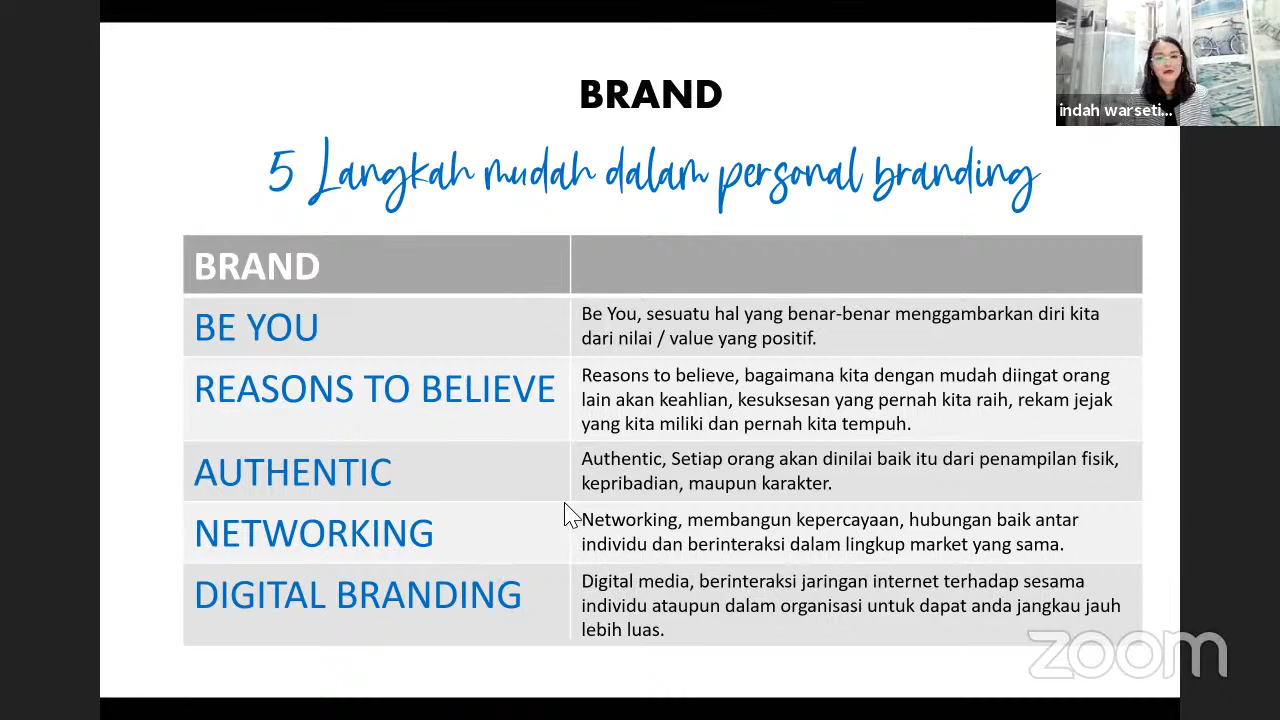 BRAND
indah warseti...
5 Langkah mudah dalam personal branding
BRAND
BE YOU
Be You, sesuatu hal yang benar-benar menggambarkan diri kita
dari nilai / value yang positif.
REASONS TO BELIEVE
Reasons to believe, bagaimana kita dengan mudah diingat orang
lain akan keahlian, kesuksesan yang pernah kita raih, rekam jejak
yang kita miliki dan pernah kita tempuh.
AUTHENTIC
Authentic, Setiap orang akan dinilai baik itu dari penampilan fisik,
kepribadian, maupun karakter.
NETWORKING
Networking, membangun kepercayaan, hubungan baik antar
individu dan berinteraksi dalam lingkup market yang sama.
DIGITAL BRANDING
Digital media, berinteraksi jaringan internet terhadap sesama
individu ataupun dalam organisasi untuk dapat anda jangkau jauh
lebih luas.
zoom